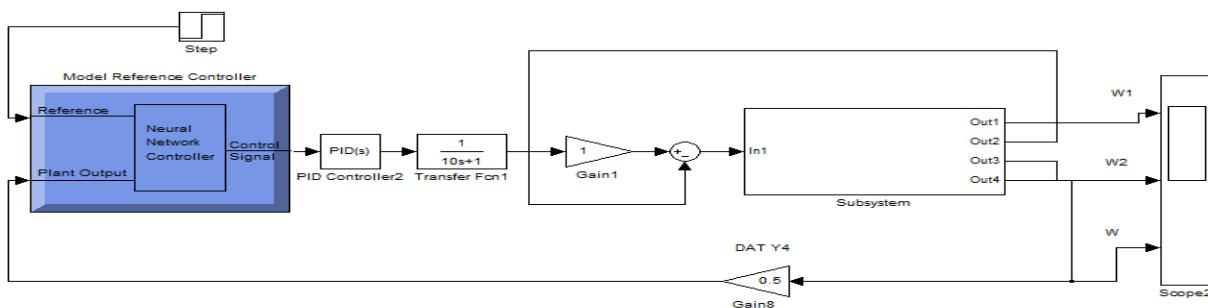 Step
Model Reference Controller
Reference
Neural
Network
Controller
Control
Signal
Plant Output
PID(s)
PID Controller2
1
10s+1
Transfer Fcn1
1
Gain1
+
−
In1
Out1
Out2
Out3
Out4
Subsystem
W1
W2
W
DAT Y4
0.5
Gain8
Scope2